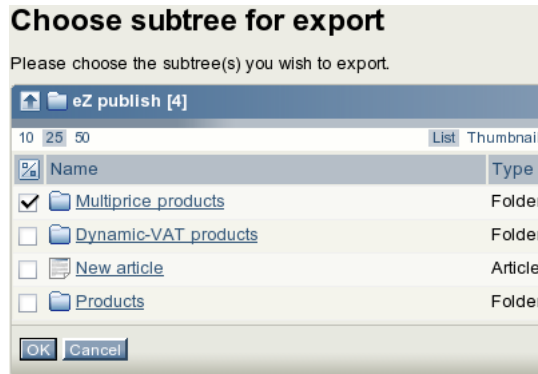 Choose subtree for export
Please choose the subtree(s) you wish to export.
eZ publish [4]
10 25 50 List Thumbnail
Name Type
Multiprice products Folder
Dynamic-VAT products Folder
New article Article
Products Folder
OK Cancel